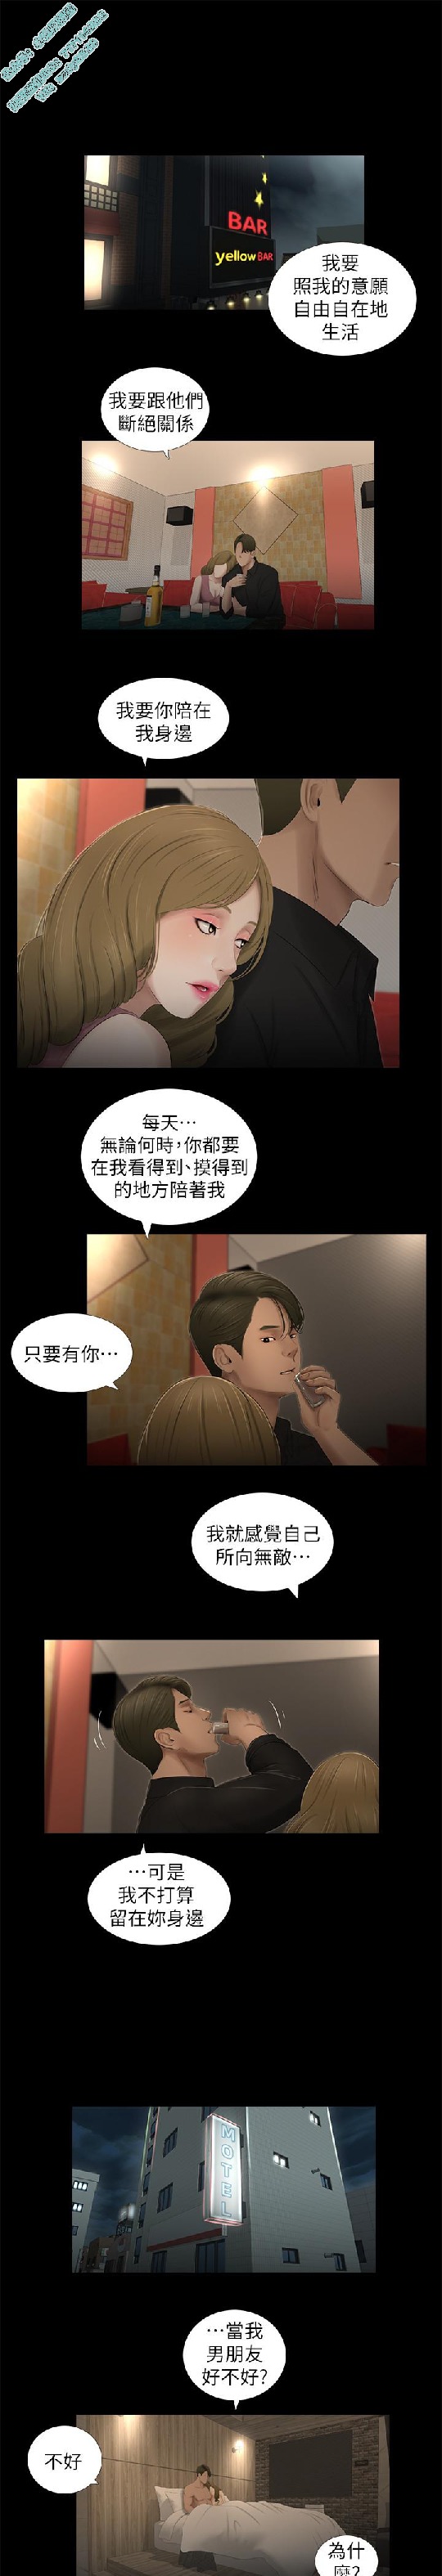 BAR
yellow BAR
我要
照我的意願
自由自在地
生活
我要跟他們
斷絕關係
我要你陪在
我身邊
每天⋯
無論何時，你都要
在我看得到、摸得到
的地方陪著我
只要有你⋯
我就感覺自己
所向無敵⋯
⋯可是
我不打算
留在妳身邊
MOTEL
⋯當我
男朋友
好不好？
不好
為什
麼？